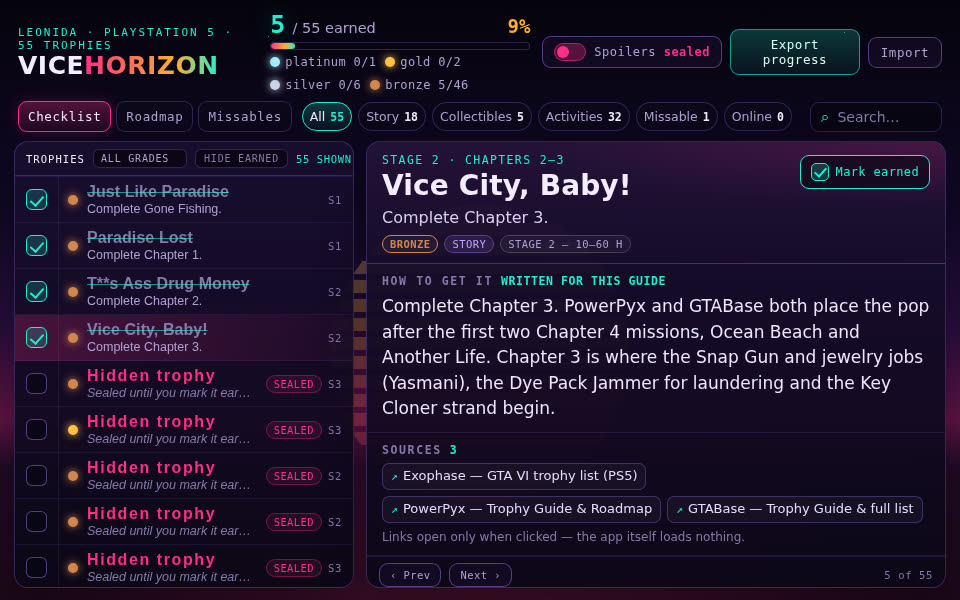 LEONIDA · PLAYSTATION 5 ·
55 TROPHIES
VICEHORIZON
5 / 55 earned 9%
platinum 0/1 gold 0/2
silver 0/6 bronze 5/46
Spoilers sealed
Export
progress
Import
Checklist Roadmap Missables All 55 Story 18 Collectibles 5 Activities 32 Missable 1 Online 0 Search…
TROPHIES ALL GRADES HIDE EARNED 55 SHOWN
Just Like Paradise
Complete Gone Fishing.
S1
Paradise Lost
Complete Chapter 1.
S1
T**s Ass Drug Money
Complete Chapter 2.
S2
Vice City, Baby!
Complete Chapter 3.
S2
Hidden trophy
Sealed until you mark it ear…
SEALED S3
Hidden trophy
Sealed until you mark it ear…
SEALED S3
Hidden trophy
Sealed until you mark it ear…
SEALED S2
Hidden trophy
Sealed until you mark it ear…
SEALED S2
Hidden trophy
Sealed until you mark it ear…
SEALED S3
STAGE 2 · CHAPTERS 2–3
Vice City, Baby!
Mark earned
Complete Chapter 3.
BRONZE STORY STAGE 2 — 10–60 H
HOW TO GET IT WRITTEN FOR THIS GUIDE
Complete Chapter 3. PowerPyx and GTABase both place the pop
after the first two Chapter 4 missions, Ocean Beach and
Another Life. Chapter 3 is where the Snap Gun and jewelry jobs
(Yasmani), the Dye Pack Jammer for laundering and the Key
Cloner strand begin.
SOURCES 3
↗ Exophase — GTA VI trophy list (PS5)
↗ PowerPyx — Trophy Guide & Roadmap ↗ GTABase — Trophy Guide & full list
Links open only when clicked — the app itself loads nothing.
‹ Prev Next › 5 of 55